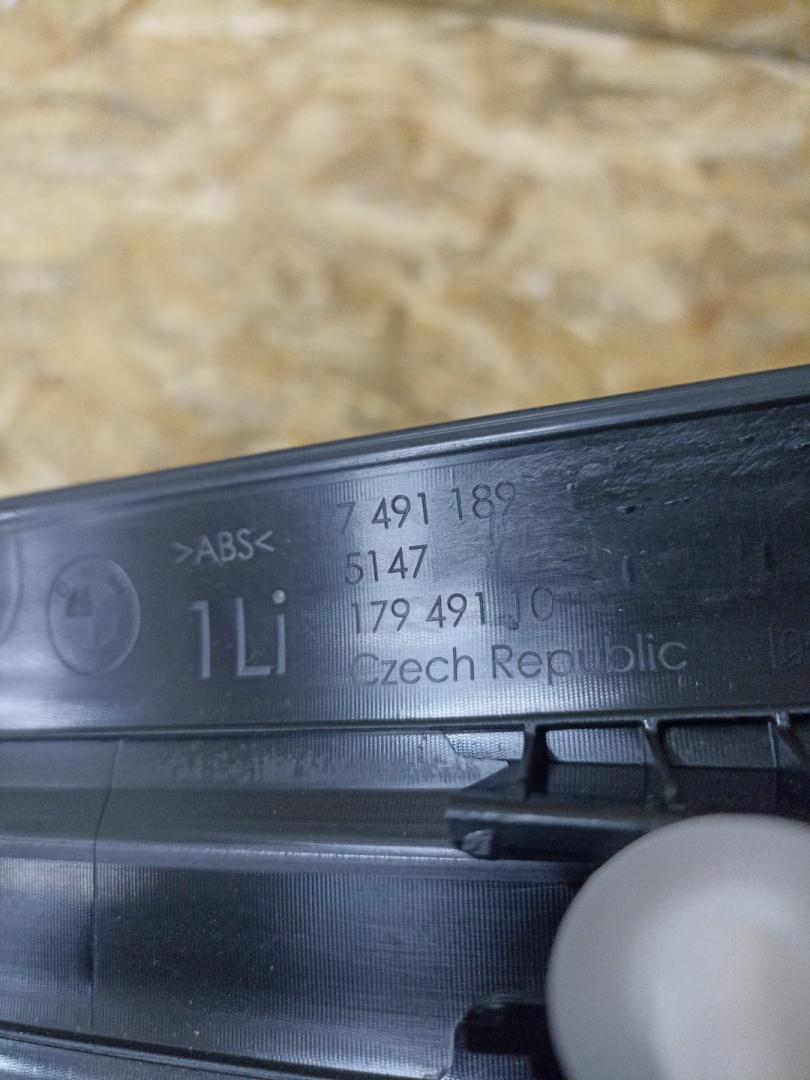 7 491 189
>ABS<
5147
1Li
179 491 10
Czech Republic